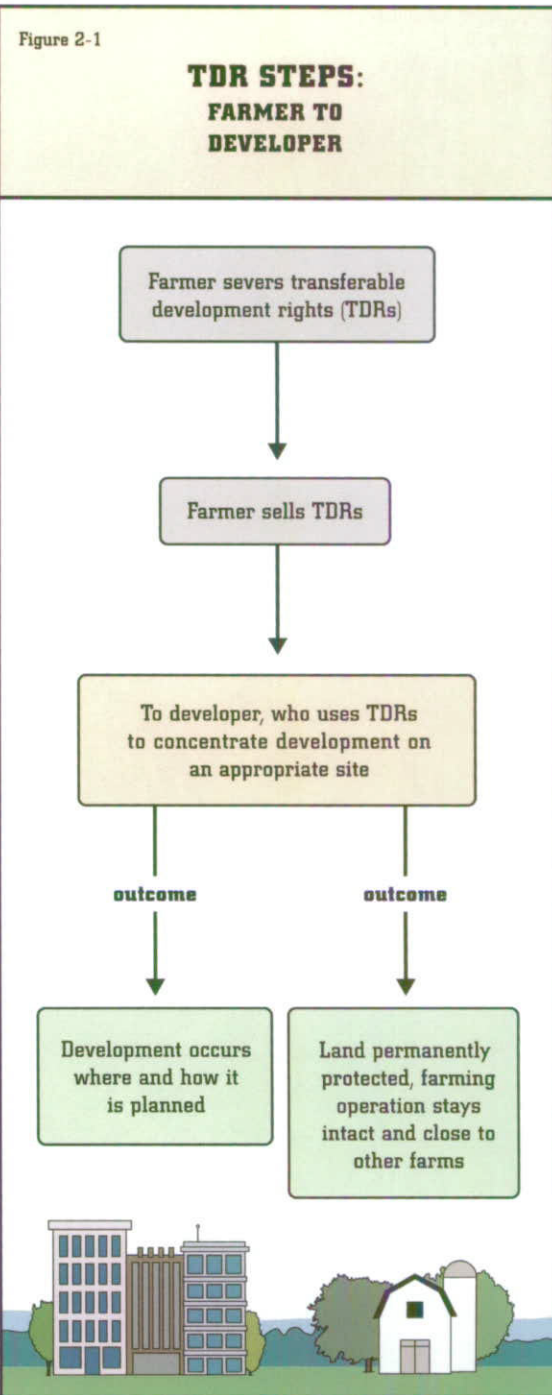 Figure 2-1
TDR STEPS:
FARMER TO
DEVELOPER
Farmer severs transferable
development rights (TDRs)
Farmer sells TDRs
To developer, who uses TDRs
to concentrate development on
an appropriate site
outcome
outcome
Development occurs
where and how it
is planned
Land permanently
protected, farming
operation stays
intact and close to
other farms